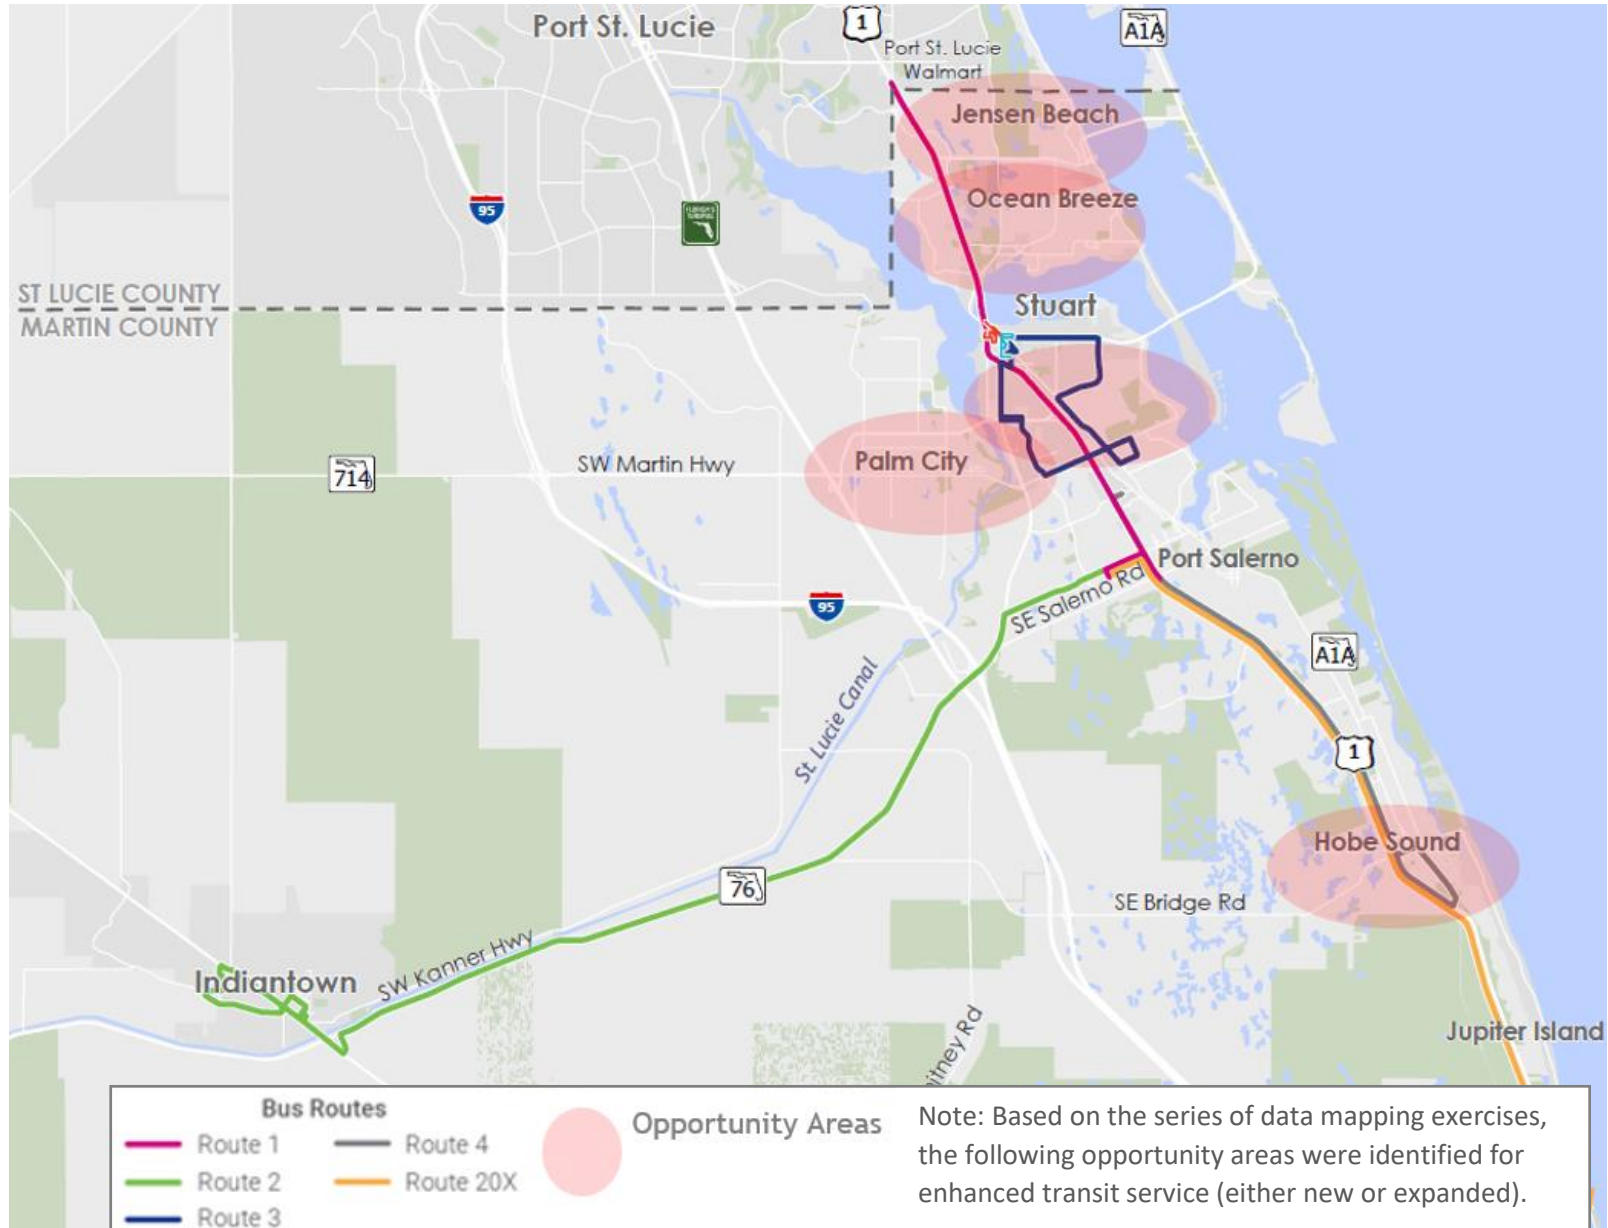 Port St. Lucie
1
A1A
Port St. Lucie
Walmart
Jensen Beach
Ocean Breeze
95
ST LUCIE COUNTY
MARTIN COUNTY
Stuart
714
SW Martin Hwy
Palm City
Port Salerno
SE Salerno Rd
95
A1A
St. Lucie Canal
1
Hobe Sound
76
SE Bridge Rd
SW Kanner Hwy
Indiantown
Jupiter Island
itney Rd
Bus Routes
Route 1
Route 2
Route 3
Route 4
Route 20X
Opportunity Areas
Note: Based on the series of data mapping exercises,
the following opportunity areas were identified for
enhanced transit service (either new or expanded).